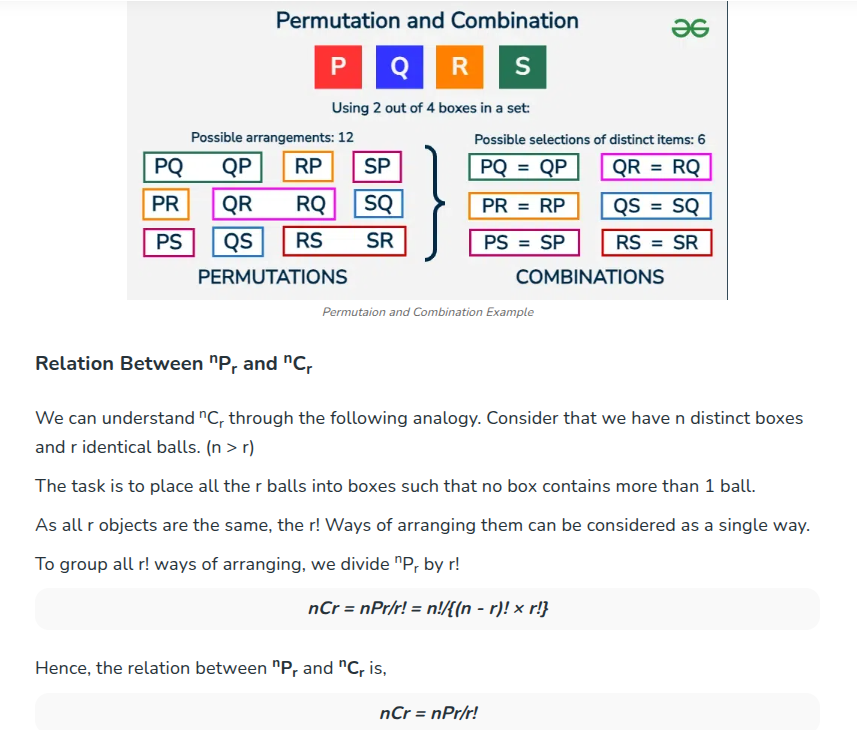 Permutation and Combination
P Q R S
Using 2 out of 4 boxes in a set:
Possible arrangements: 12
PQ QP RP SP
PR QR RQ SQ
PS QS RS SR
PERMUTATIONS
Possible selections of distinct items: 6
PQ = QP QR = RQ
PR = RP QS = SQ
PS = SP RS = SR
COMBINATIONS
Permutaion and Combination Example
Relation Between ⁿPᵣ and ⁿCᵣ
We can understand ⁿCᵣ through the following analogy. Consider that we have n distinct boxes
and r identical balls. (n > r)
The task is to place all the r balls into boxes such that no box contains more than 1 ball.
As all r objects are the same, the r! Ways of arranging them can be considered as a single way.
To group all r! ways of arranging, we divide ⁿPᵣ by r!
nCr = nPr/r! = n!/{(n - r)! × r!}
Hence, the relation between ⁿPᵣ and ⁿCᵣ is,
nCr = nPr/r!